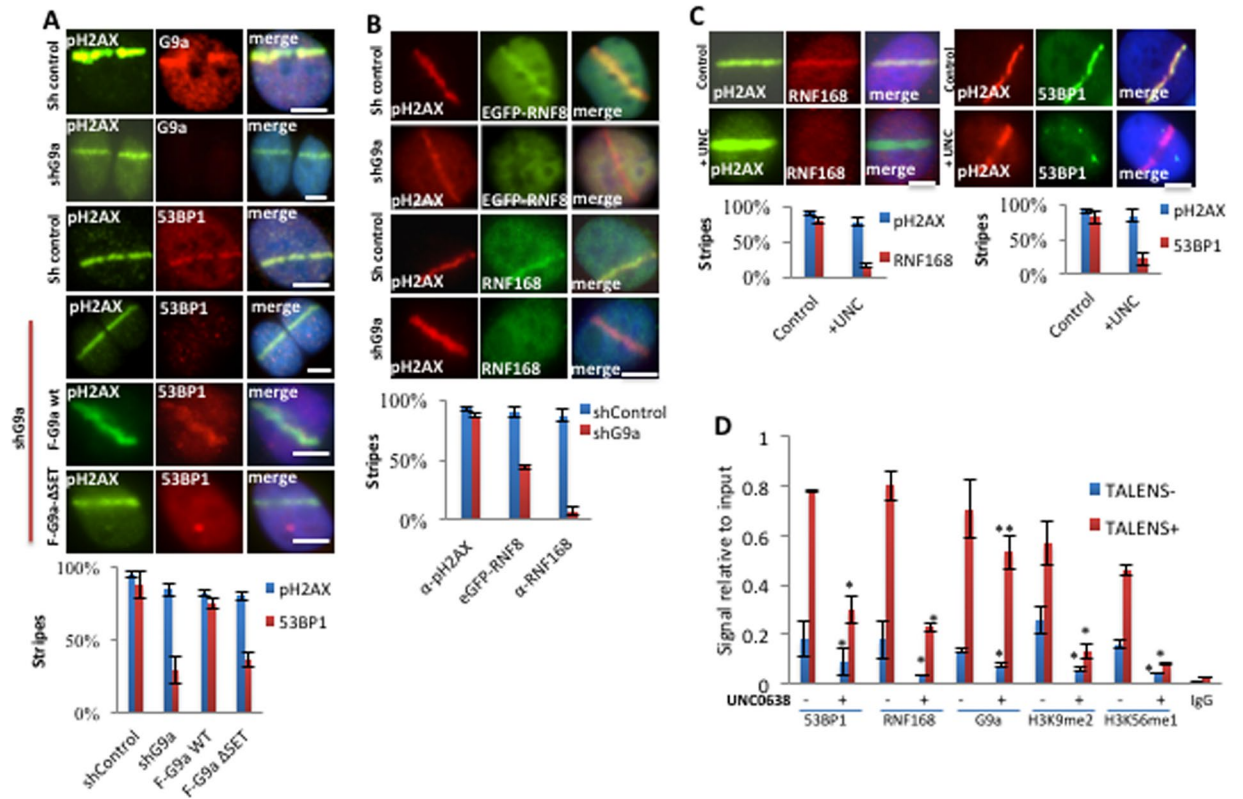 A
pH2AX G9a merge
Sh control
pH2AX G9a merge
shG9a
pH2AX 53BP1 merge
Sh control
pH2AX 53BP1 merge
shG9a
pH2AX 53BP1 merge
F-G9a wt
pH2AX 53BP1 merge
F-G9a-ΔSET
100%
50%
0%
Stripes
pH2AX
53BP1
shControl
shG9a
F-G9a WT
F-G9a ΔSET
B
Sh control
pH2AX EGFP-RNF8 merge
shG9a
pH2AX EGFP-RNF8 merge
Sh control
pH2AX RNF168 merge
shG9a
pH2AX RNF168 merge
100%
50%
0%
Stripes
shControl
shG9a
α-pH2AX
eGFP-RNF8
α-RNF168
C
Control
pH2AX RNF168 merge
+ UNC
pH2AX RNF168 merge
100%
50%
0%
Stripes
pH2AX
RNF168
Control
+UNC
Control
pH2AX 53BP1 merge
+ UNC
pH2AX 53BP1 merge
100%
50%
0%
Stripes
pH2AX
53BP1
Control
+UNC
D
Signal relative to input
1
0.8
0.6
0.4
0.2
0
TALENS-
TALENS+
* * * * * ** * * * *
UNC0638 - + - + - + - + - + IgG
53BP1 RNF168 G9a H3K9me2 H3K56me1